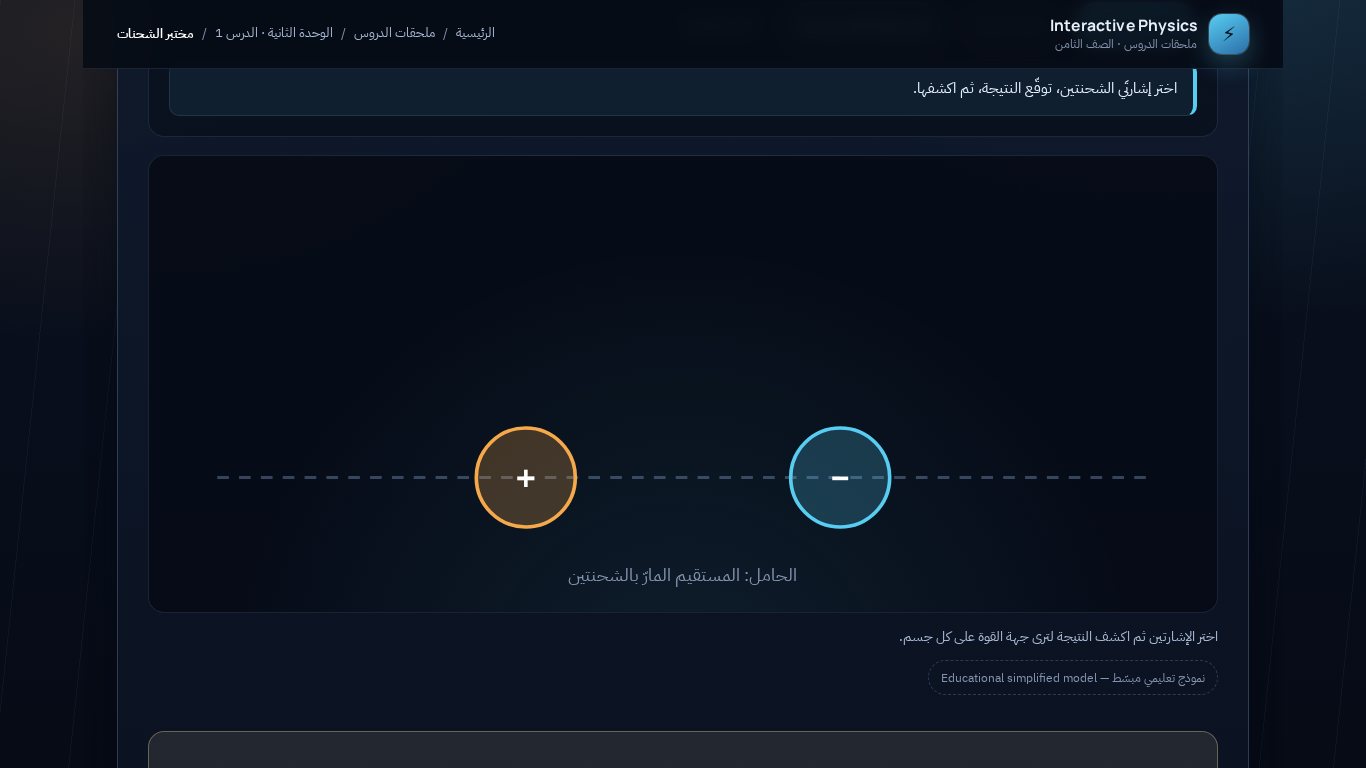 Interactive Physics
ملحقات الدروس · الصف الثامن
⚡
الرئيسية / ملحقات الدروس / الوحدة الثانية · الدرس 1 / مختبر الشحنات
اختر إشارتَي الشحنتين، توقّع النتيجة، ثم اكشفها.
+ −
الحامل: المستقيم المارّ بالشحنتين
اختر الإشارتين ثم اكشف النتيجة لترى جهة القوة على كل جسم.
نموذج تعليمي مبسّط — Educational simplified model